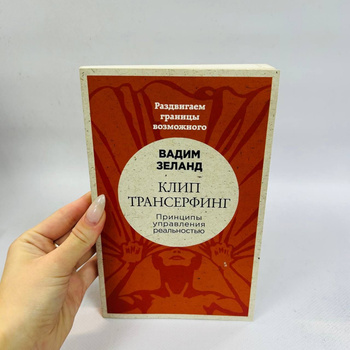 Раздвигаем
границы
возможного
ВАДИМ
ЗЕЛАНД
КЛИП
ТРАНСЕРФИНГ
Принципы
управления
реальностью